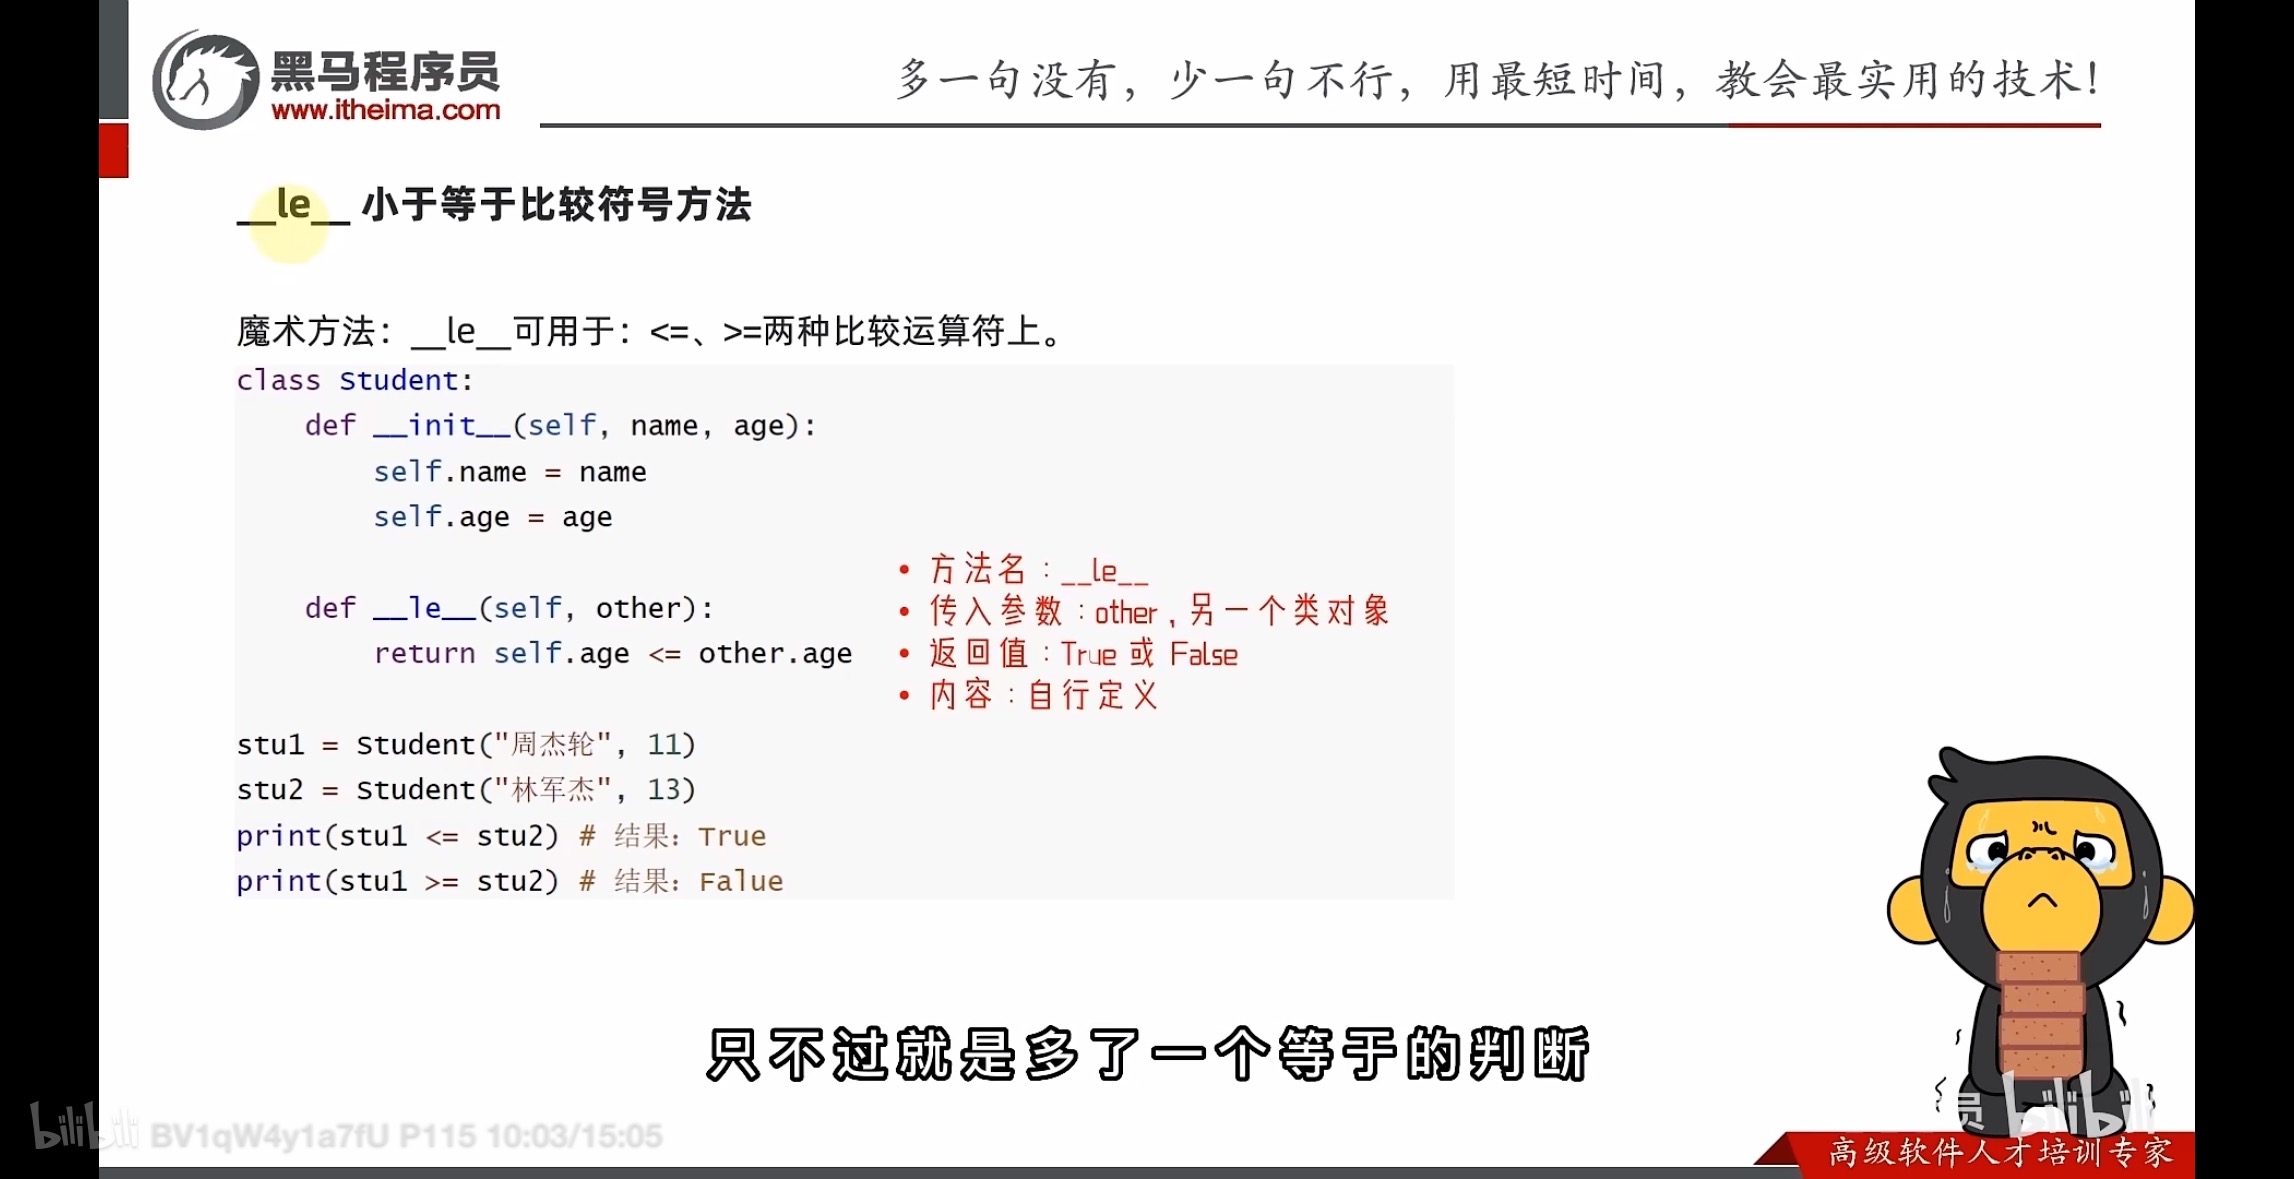 黑马程序员
www.itheima.com
多一句没有，少一句不行，用最短时间，教会最实用的技术！
__le__ 小于等于比较符号方法
魔术方法：__le__可用于：<=、>=两种比较运算符上。
class Student:
    def __init__(self, name, age):
        self.name = name
        self.age = age
    def __le__(self, other):
        return self.age <= other.age
• 方法名：__le__
• 传入参数：other，另一个类对象
• 返回值：True 或 False
• 内容：自行定义
stu1 = Student("周杰轮", 11)
stu2 = Student("林军杰", 13)
print(stu1 <= stu2) # 结果：True
print(stu1 >= stu2) # 结果：Falue
只不过就是多了一个等于的判断
bilibili BV1qW4y1a7fU P115 10:03/15:05
员 bilibili
高级软件人才培训专家